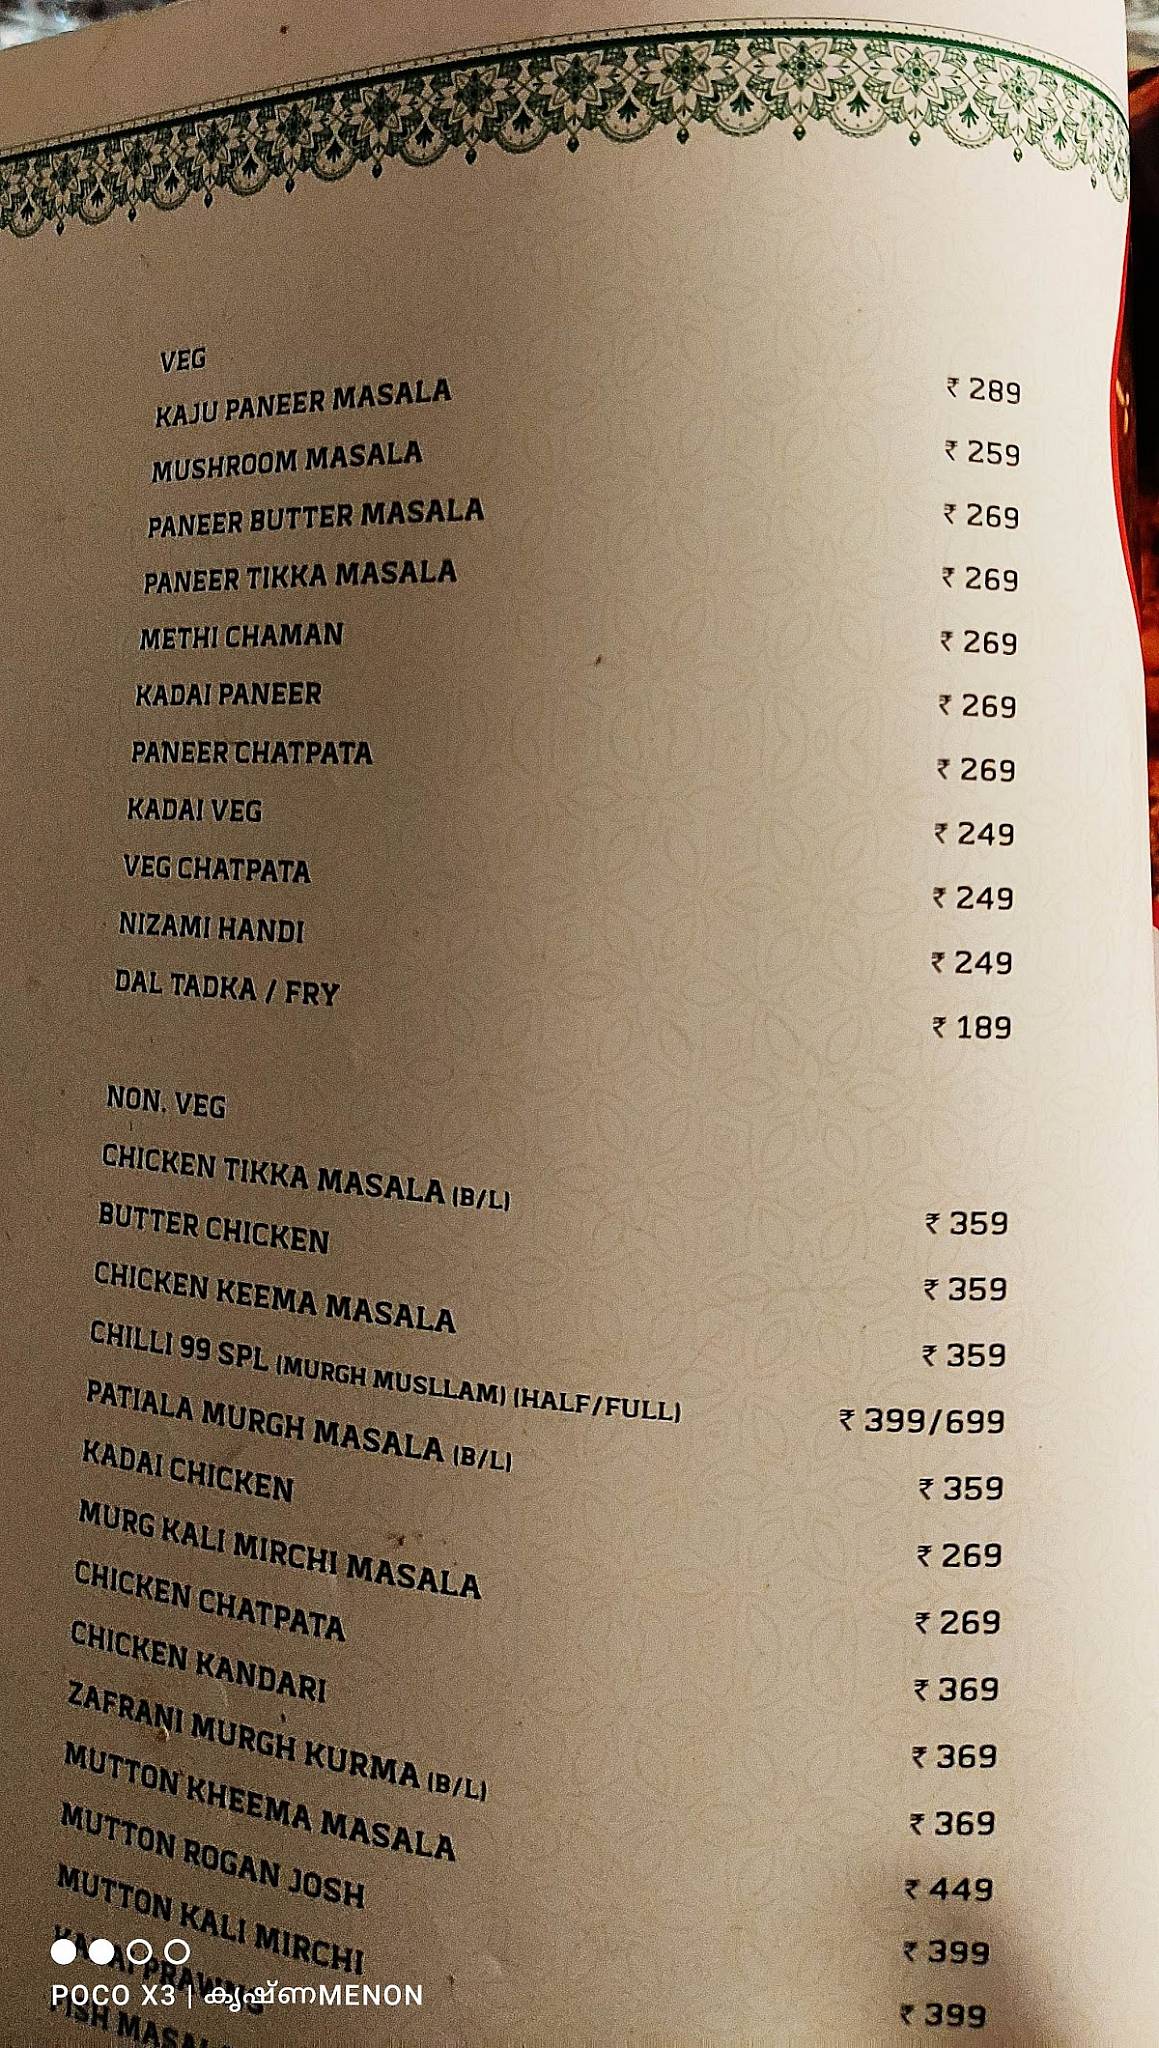 VEG
KAJU PANEER MASALA ₹ 289
MUSHROOM MASALA ₹ 259
PANEER BUTTER MASALA ₹ 269
PANEER TIKKA MASALA ₹ 269
METHI CHAMAN ₹ 269
KADAI PANEER ₹ 269
PANEER CHATPATA ₹ 269
KADAI VEG ₹ 249
VEG CHATPATA ₹ 249
NIZAMI HANDI ₹ 249
DAL TADKA / FRY ₹ 189
NON. VEG
CHICKEN TIKKA MASALA (B/L) ₹ 359
BUTTER CHICKEN ₹ 359
CHICKEN KEEMA MASALA ₹ 359
CHILLI 99 SPL (MURGH MUSLLAM) (HALF/FULL) ₹ 399/699
PATIALA MURGH MASALA (B/L) ₹ 359
KADAI CHICKEN ₹ 269
MURG KALI MIRCHI MASALA ₹ 269
CHICKEN CHATPATA ₹ 369
CHICKEN KANDARI ₹ 369
ZAFRANI MURGH KURMA (B/L) ₹ 369
MUTTON KHEEMA MASALA ₹ 449
MUTTON ROGAN JOSH ₹ 399
MUTTON KALI MIRCHI ₹ 399
KADAI PRAWNS
FISH
POCO X3 | കൃഷ്ണMENON